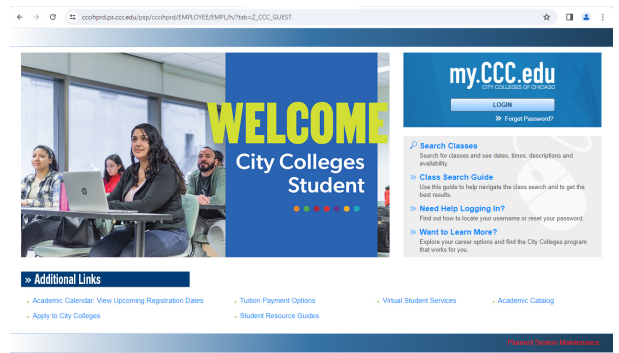 cccihprd.ps.ccc.edu/psp/cccihprd/EMPLOYEE/EMPL/h/?tab=Z_CCC_GUEST
WELCOME
City Colleges
Student
hp
my.CCC.edu
CITY COLLEGES OF CHICAGO
LOGIN
» Forgot Password?
Search Classes
Search for classes and see dates, times, descriptions and
availability.
» Class Search Guide
Use this guide to help navigate the class search and to get the
best results.
» Need Help Logging In?
Find out how to locate your username or reset your password.
» Want to Learn More?
Explore your career options and find the City Colleges program
that works for you.
» Additional Links
Academic Calendar: View Upcoming Registration Dates
Tuition Payment Options
Virtual Student Services
Academic Catalog
Apply to City Colleges
Student Resource Guides
Planned System Maintenance